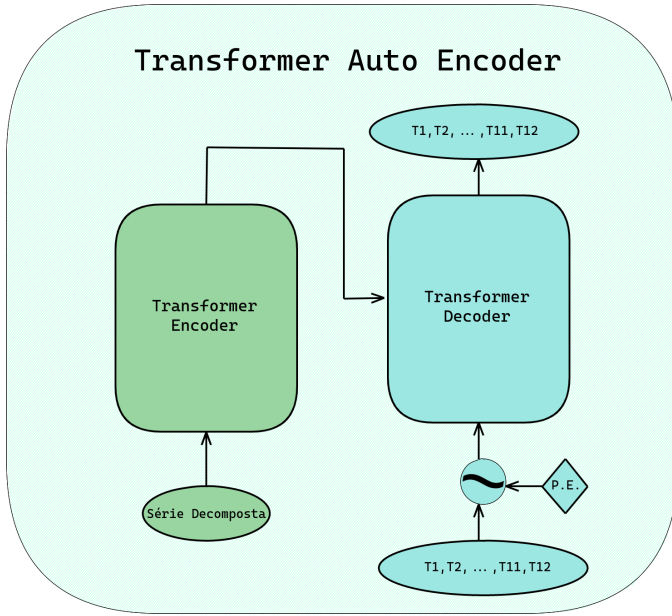 Transformer Auto Encoder
T1,T2, ... ,T11,T12
Transformer
Encoder
Transformer
Decoder
Série Decomposta
P.E.
T1,T2, ... ,T11,T12